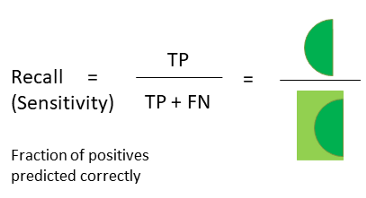 Recall = TP / TP + FN =
(Sensitivity)
Fraction of positives
predicted correctly